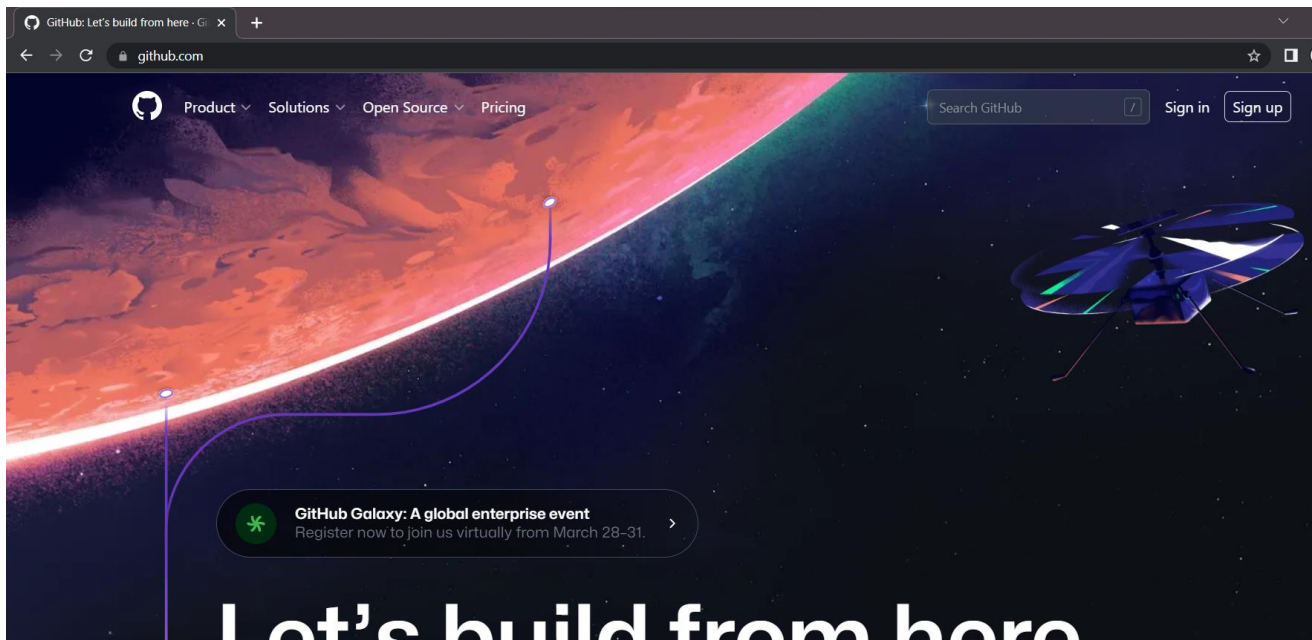 GitHub: Let's build from here · Gi
github.com
Product Solutions Open Source Pricing
Search GitHub / Sign in Sign up
GitHub Galaxy: A global enterprise event
Register now to join us virtually from March 28–31.
Let's build from here